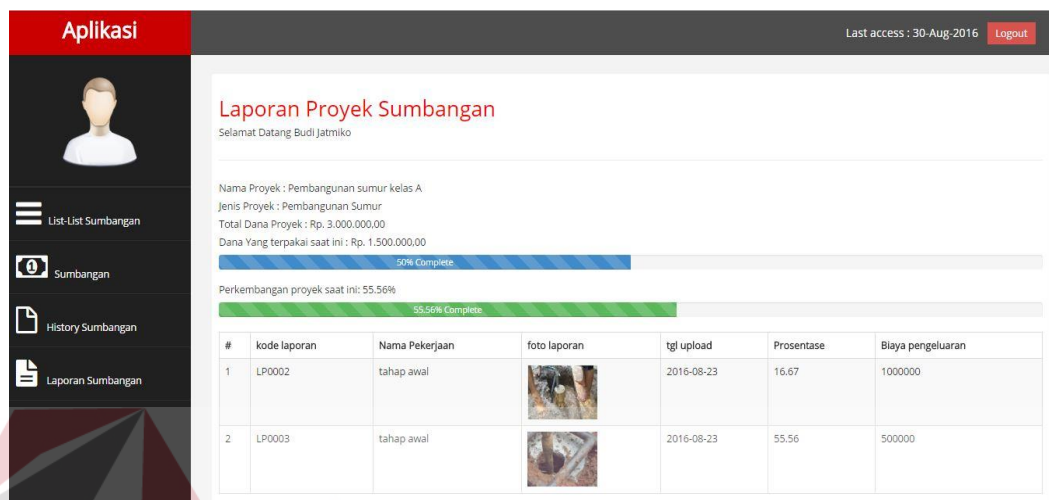 Aplikasi
Last access : 30-Aug-2016 Logout
Laporan Proyek Sumbangan
Selamat Datang Budi Jatmiko
Nama Proyek : Pembangunan sumur kelas A
Jenis Proyek : Pembangunan Sumur
Total Dana Proyek : Rp. 3.000.000,00
Dana Yang terpakai saat ini : Rp. 1.500.000,00
50% Complete
Perkembangan proyek saat ini: 55.56%
55.56% Complete
List-List Sumbangan
Sumbangan
History Sumbangan
Laporan Sumbangan
# kode laporan Nama Pekerjaan foto laporan tgl upload Prosentase Biaya pengeluaran
1 LP0002 tahap awal 2016-08-23 16.67 1000000
2 LP0003 tahap awal 2016-08-23 55.56 500000